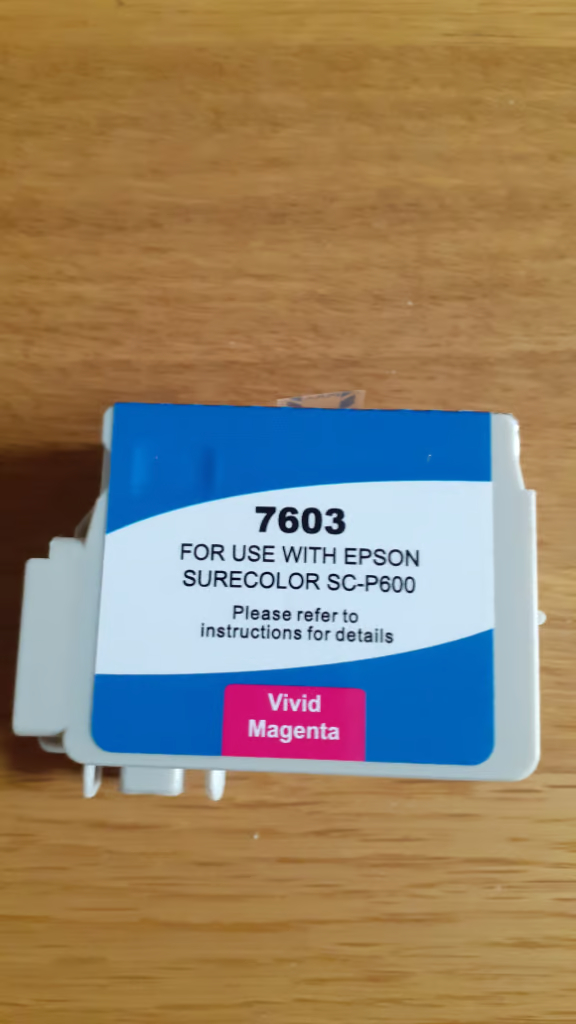 7603
FOR USE WITH EPSON
SURECOLOR SC-P600
Please refer to
instructions for details
Vivid
Magenta